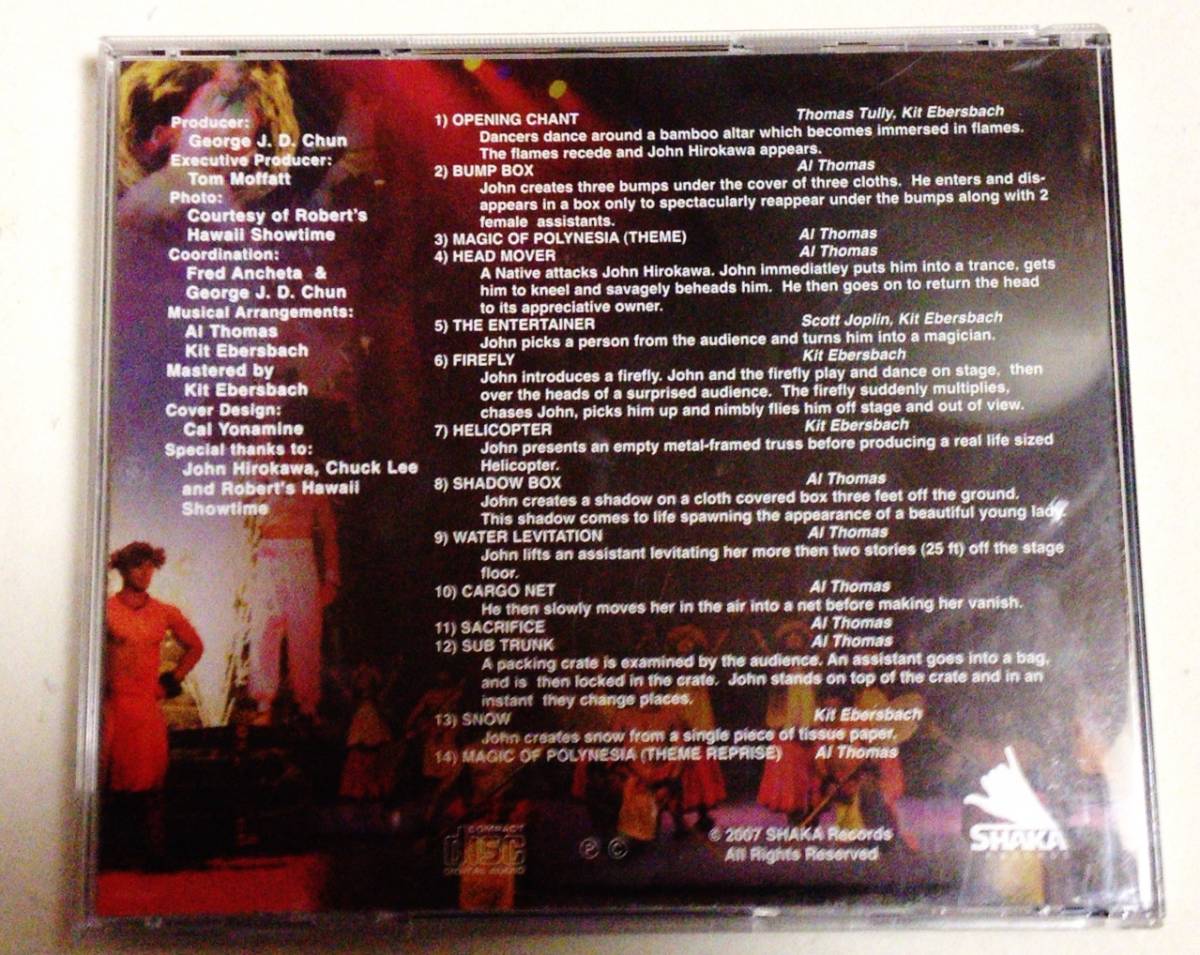 Producer:
George J. D. Chun
Executive Producer:
Tom Moffatt
Photo:
Courtesy of Robert's
Hawaii Showtime
Coordination:
Fred Ancheta &
George J. D. Chun
Musical Arrangements:
Al Thomas
Kit Ebersbach
Mastered by
Kit Ebersbach
Cover Design:
Cal Yonamine
Special thanks to:
John Hirokawa, Chuck Lee
and Robert's Hawaii
Showtime
1) OPENING CHANT Thomas Tully, Kit Ebersbach
Dancers dance around a bamboo altar which becomes immersed in flames.
The flames recede and John Hirokawa appears.
2) BUMP BOX Al Thomas
John creates three bumps under the cover of three cloths. He enters and dis-
appears in a box only to spectacularly reappear under the bumps along with 2
female assistants.
3) MAGIC OF POLYNESIA (THEME) Al Thomas
4) HEAD MOVER Al Thomas
A Native attacks John Hirokawa. John immediatley puts him into a trance, gets
him to kneel and savagely beheads him. He then goes on to return the head
to its appreciative owner.
5) THE ENTERTAINER Scott Joplin, Kit Ebersbach
John picks a person from the audience and turns him into a magician.
6) FIREFLY Kit Ebersbach
John introduces a firefly. John and the firefly play and dance on stage, then
over the heads of a surprised audience. The firefly suddenly multiplies,
chases John, picks him up and nimbly flies him off stage and out of view.
7) HELICOPTER Kit Ebersbach
John presents an empty metal-framed truss before producing a real life sized
Helicopter.
8) SHADOW BOX Al Thomas
John creates a shadow on a cloth covered box three feet off the ground.
This shadow comes to life spawning the appearance of a beautiful young lady.
9) WATER LEVITATION Al Thomas
John lifts an assistant levitating her more then two stories (25 ft) off the stage
floor.
10) CARGO NET Al Thomas
He then slowly moves her in the air into a net before making her vanish.
11) SACRIFICE Al Thomas
12) SUB TRUNK Al Thomas
A packing crate is examined by the audience. An assistant goes into a bag,
and is then locked in the crate. John stands on top of the crate and in an
instant they change places.
13) SNOW Kit Ebersbach
John creates snow from a single piece of tissue paper.
14) MAGIC OF POLYNESIA (THEME REPRISE) Al Thomas
COMPACT
disc
DIGITAL AUDIO
Ⓟ ©
© 2007 SHAKA Records
All Rights Reserved
SHAKA